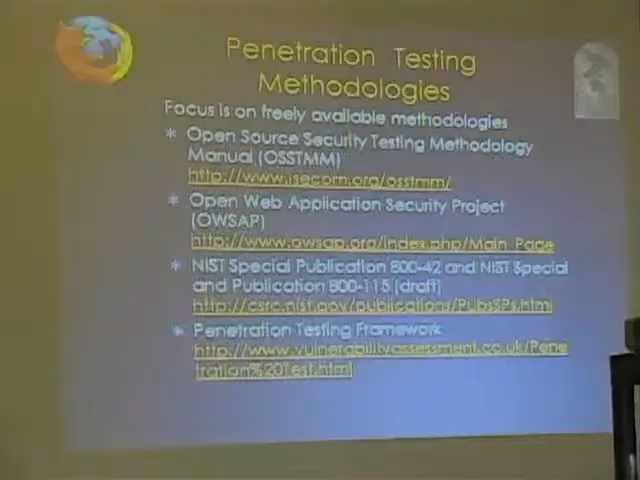 Penetration Testing
Methodologies
Focus is on freely available methodologies
* Open Source Security Testing Methodology
Manual (OSSTMM)
http://www.isecom.org/osstmm/
* Open Web Application Security Project
(OWSAP)
http://www.owsap.org/index.php/Main_Page
* NIST Special Publication 800-42 and NIST Special
and Publication 800-115 (draft)
http://csrc.nist.gov/publications/PubsSPs.html
* Penetration Testing Framework
http://www.vulnerabilityassessment.co.uk/Pene
tration%20Test.html